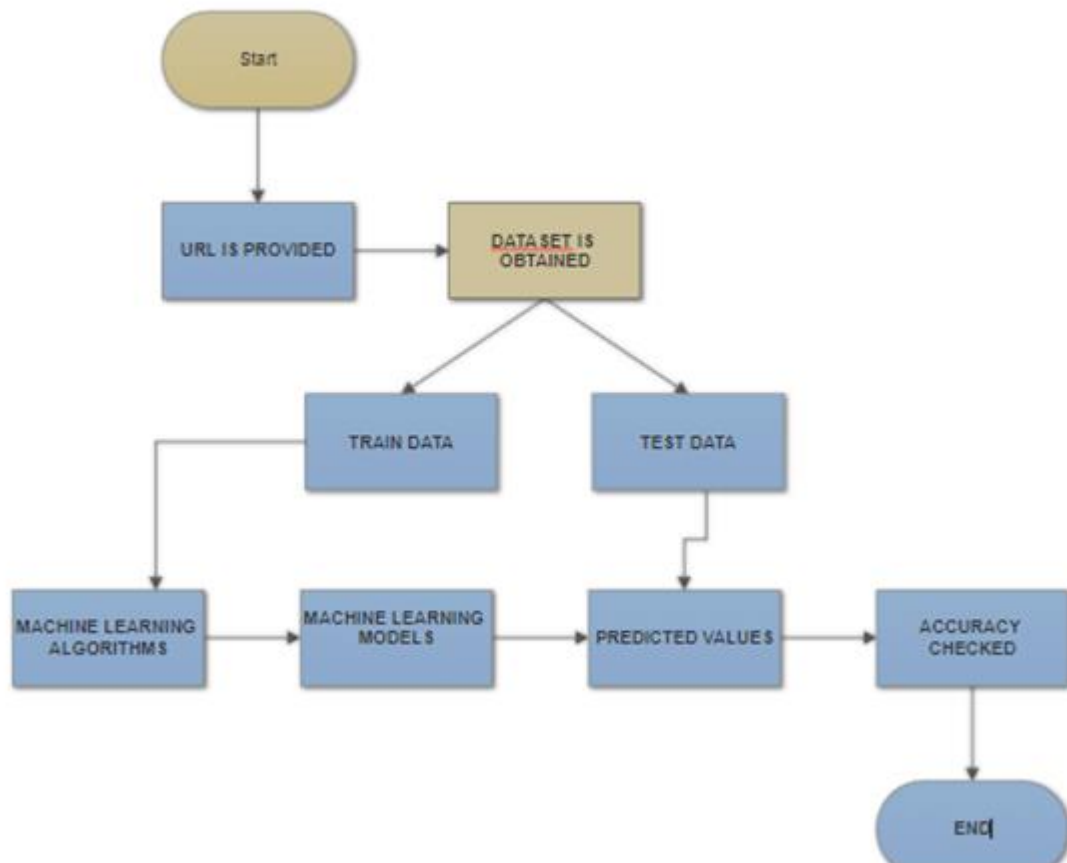 Start
URL IS PROVIDED
DATASET IS
OBTAINED
TRAIN DATA
TEST DATA
MACHINE LEARNING
ALGORITHMS
MACHINE LEARNING
MODELS
PREDICTED VALUES
ACCURACY
CHECKED
END